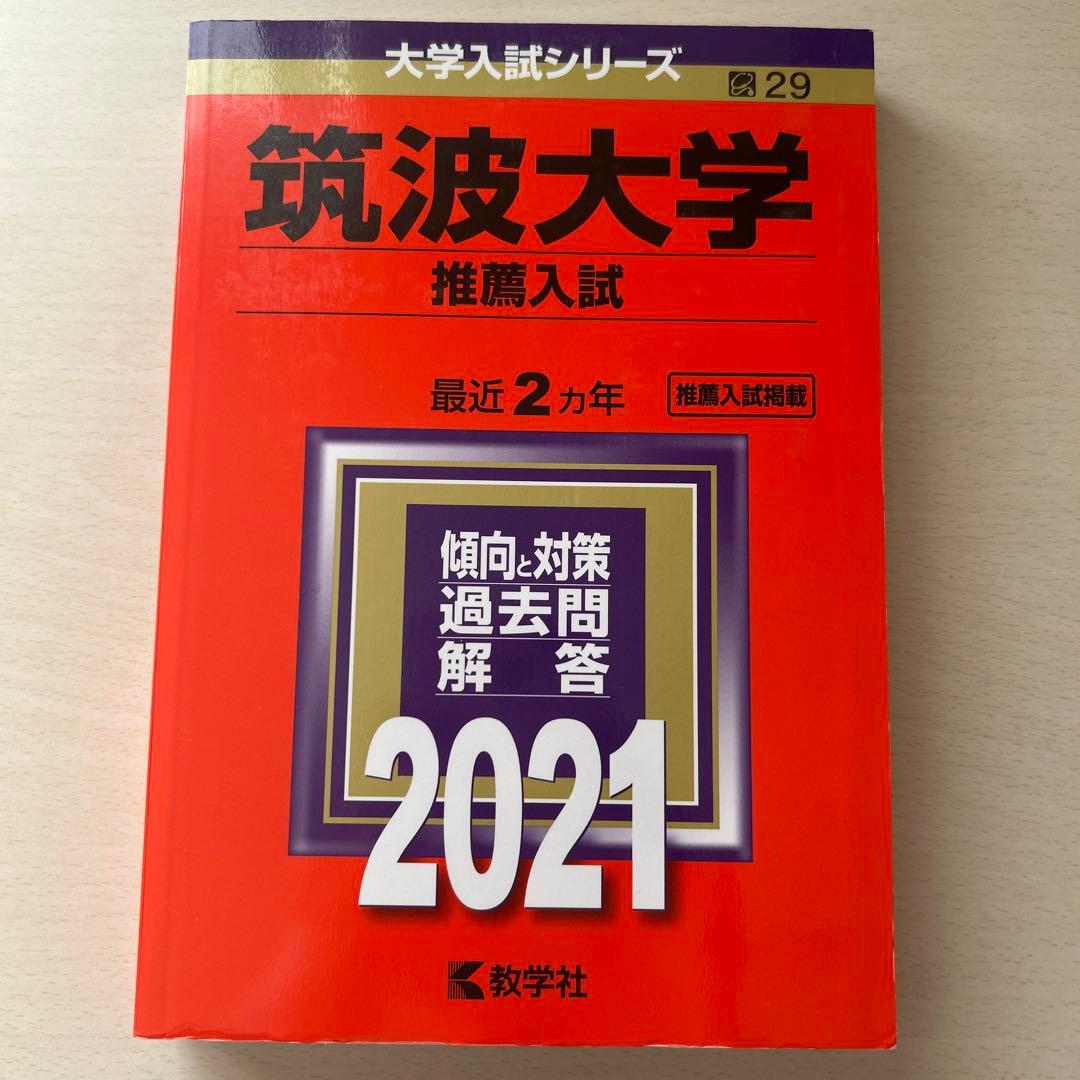 大学入試シリーズ
29
筑波大学
推薦入試
最近2ヵ年
推薦入試掲載
傾向と対策
過去問
解答
2021
教学社